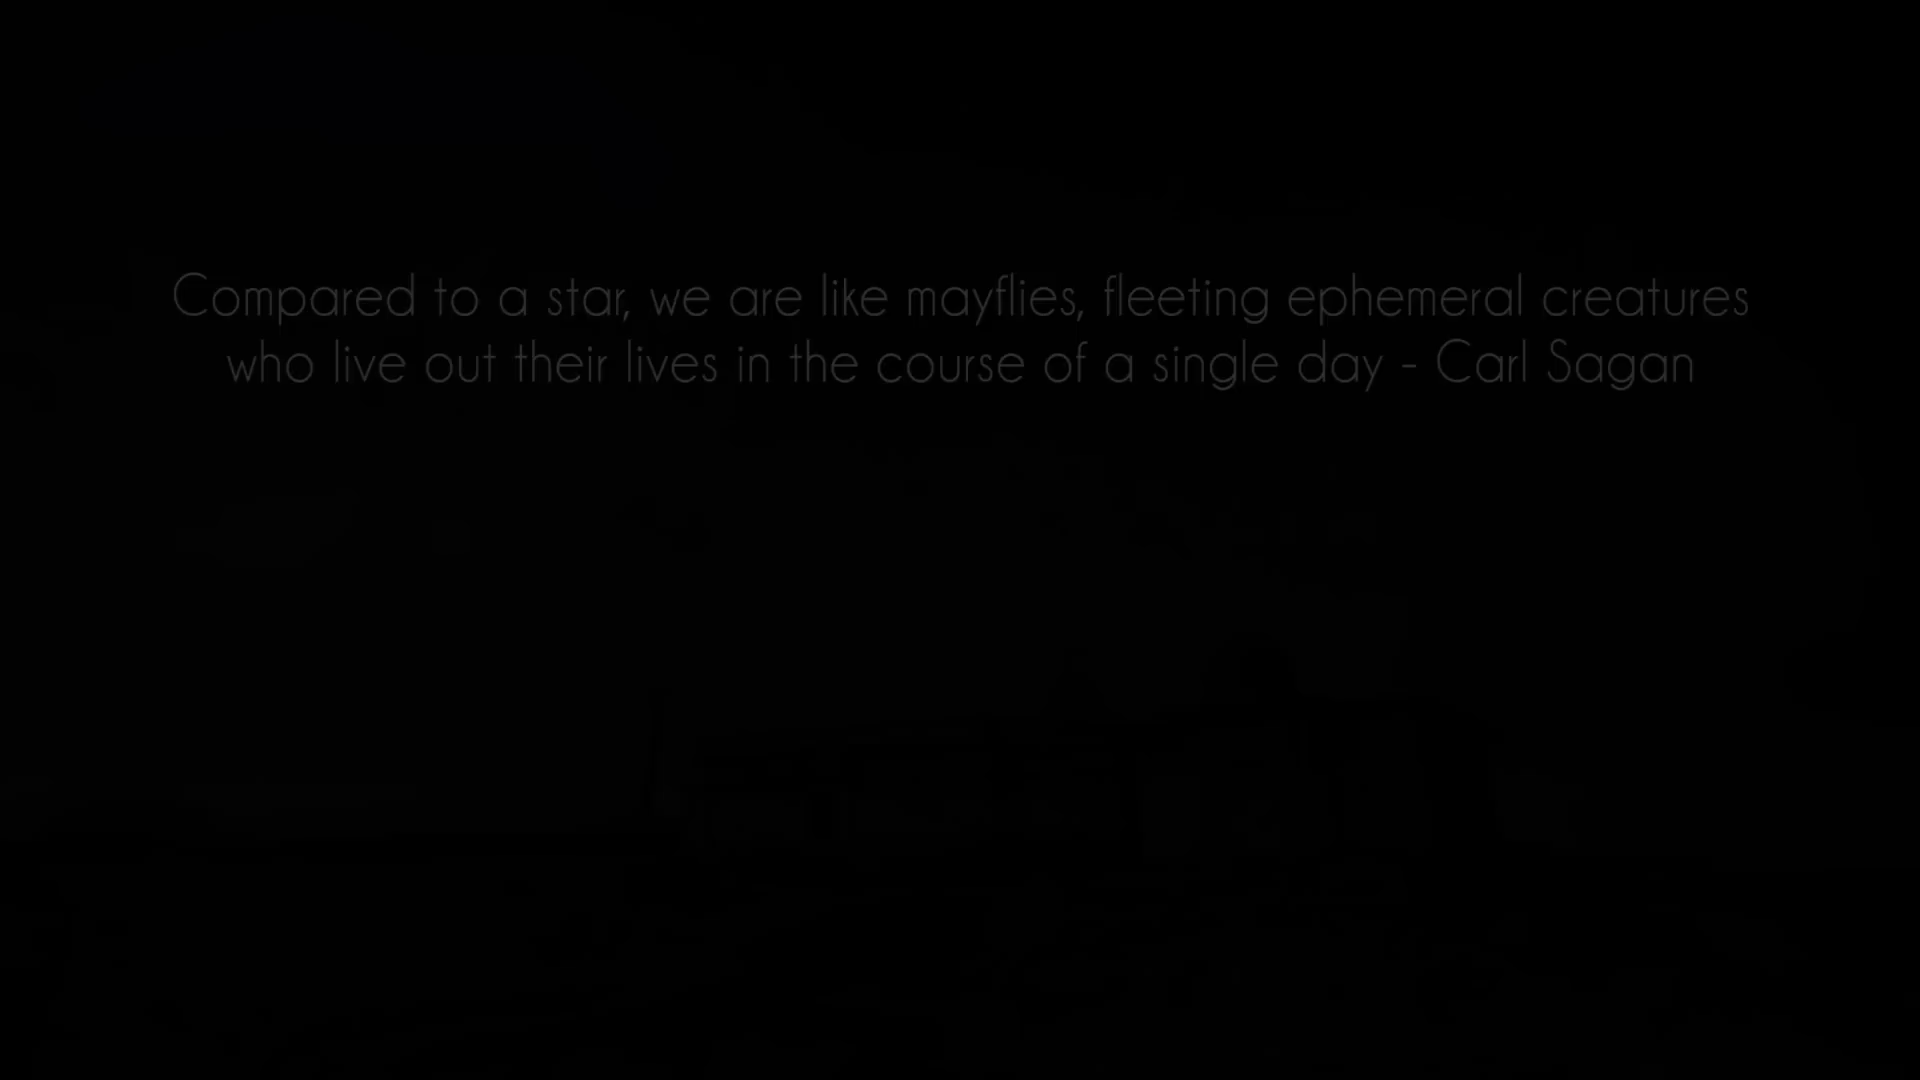 Compared to a star, we are like mayflies, fleeting ephemeral creatures
who live out their lives in the course of a single day - Carl Sagan